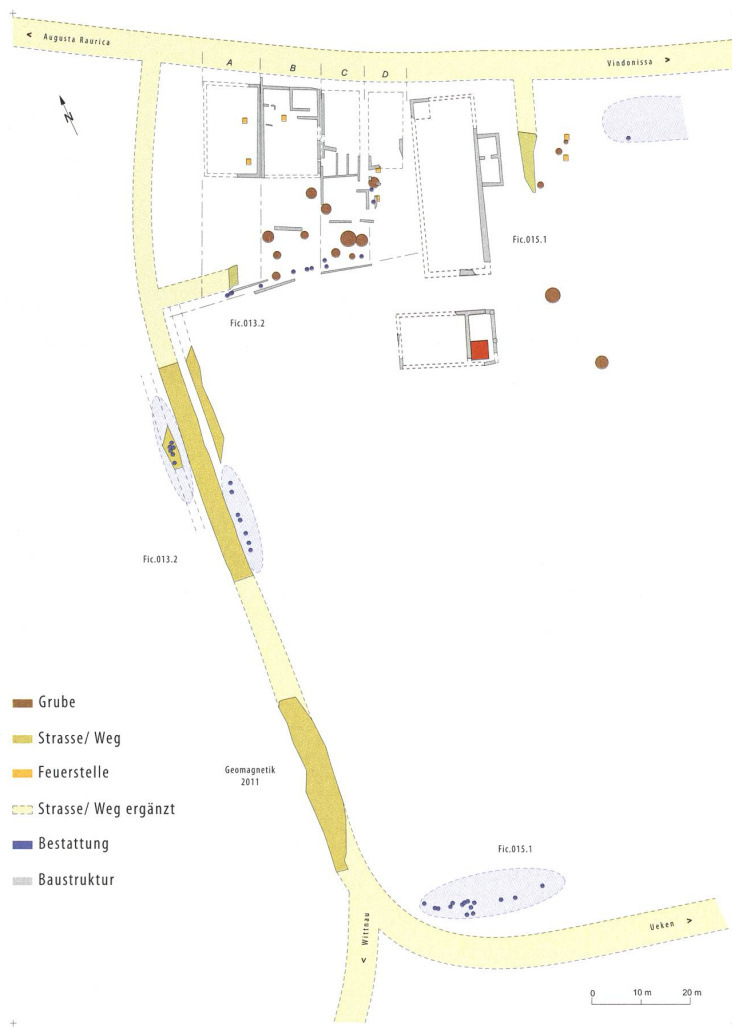 < Augusta Raurica
Vindonissa >
A B C D
N
Fic.015.1
Fic.013.2
Fic.013.2
Grube
Strasse/ Weg
Feuerstelle
Strasse/ Weg ergänzt
Bestattung
Baustruktur
Geomagnetik
2011
Fic.015.1
Wittnau >
Ueken >
0 10 m 20 m